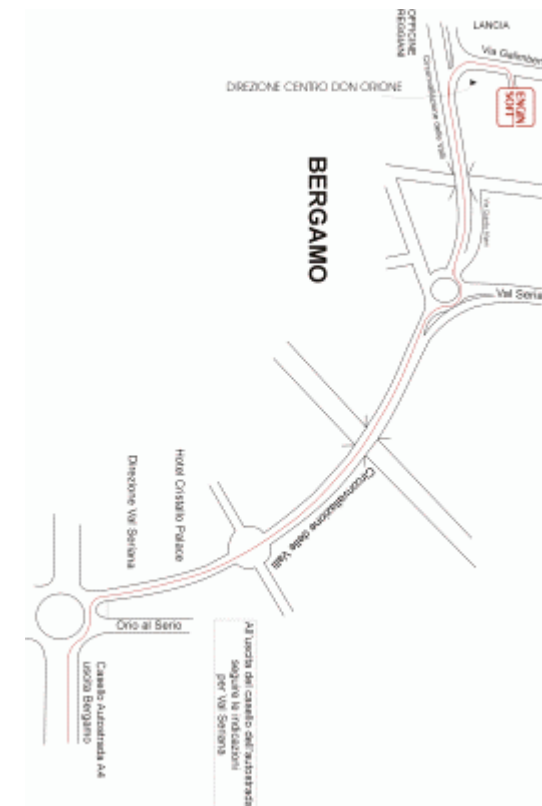 LANCIA
OFFICINE
REGGIANI
Via Galimberti
DIREZIONE CENTRO DON ORIONE
ENGIN
SOFT
Circonvallazione delle Valli
BERGAMO
Val Seriana
Circonvallazione delle Valli
Hotel Cristallo Palace
Direzione Val Seriana
Orio al Serio
All'uscita del casello dell'autostrada
seguire le indicazioni
per Val Seriana
Casello Autostrada A4
uscita Bergamo